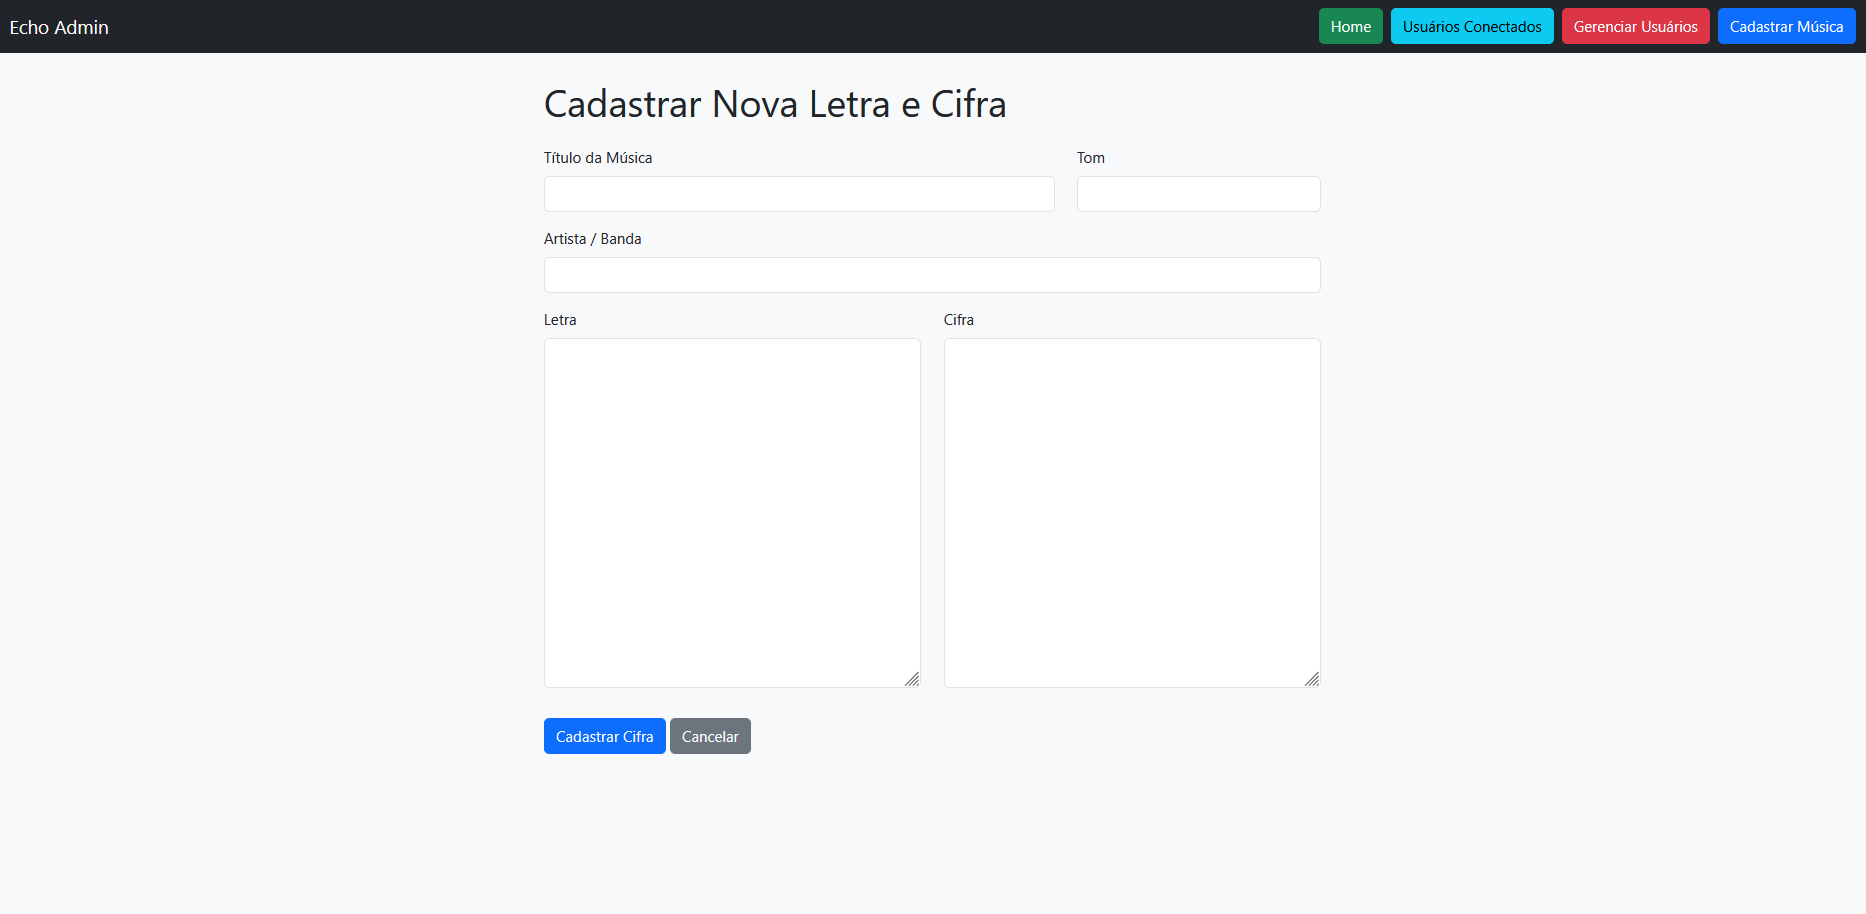 Echo Admin
Home
Usuários Conectados
Gerenciar Usuários
Cadastrar Música
Cadastrar Nova Letra e Cifra
Título da Música
Tom
Artista / Banda
Letra
Cifra
Cadastrar Cifra
Cancelar